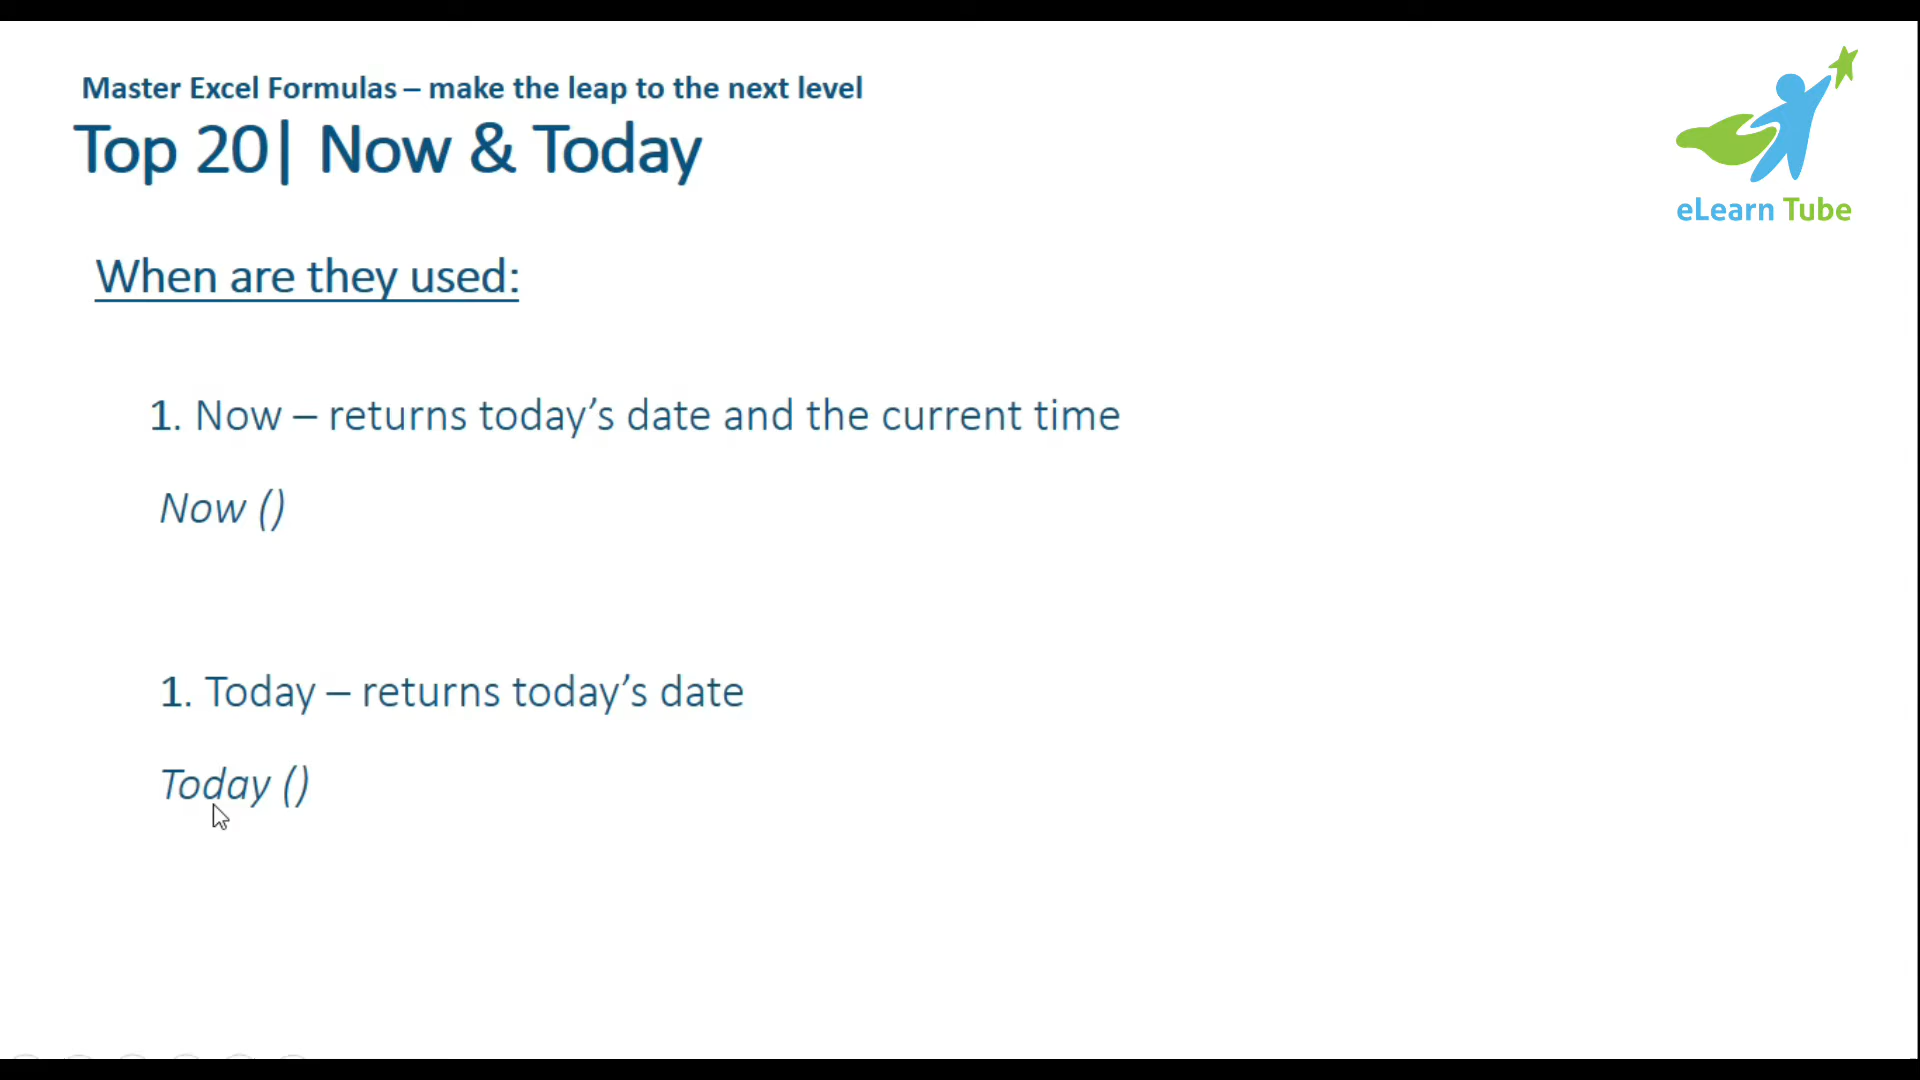 Master Excel Formulas – make the leap to the next level
Top 20| Now & Today
eLearn Tube
When are they used:
1. Now – returns today’s date and the current time
Now ()
1. Today – returns today’s date
Today ()